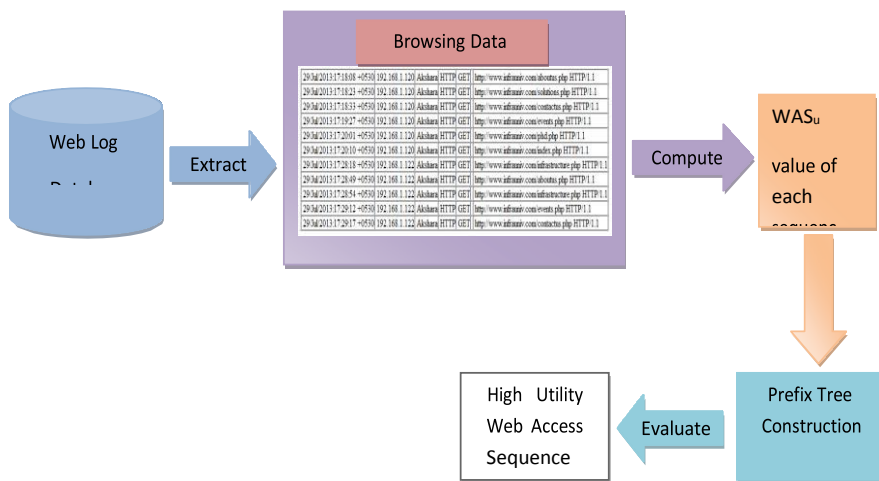 Browsing Data
29/Jul/2013:17:18:08 +0530 192.168.1.120 Akshara HTTP GET http://www.infrauniv.com/aboutus.php HTTP/1.1
29/Jul/2013:17:18:23 +0530 192.168.1.120 Akshara HTTP GET http://www.infrauniv.com/solutions.php HTTP/1.1
29/Jul/2013:17:18:33 +0530 192.168.1.120 Akshara HTTP GET http://www.infrauniv.com/contactus.php HTTP/1.1
29/Jul/2013:17:19:27 +0530 192.168.1.120 Akshara HTTP GET http://www.infrauniv.com/events.php HTTP/1.1
29/Jul/2013:17:20:01 +0530 192.168.1.120 Akshara HTTP GET http://www.infrauniv.com/phd.php HTTP/1.1
29/Jul/2013:17:20:10 +0530 192.168.1.120 Akshara HTTP GET http://www.infrauniv.com/index.php HTTP/1.1
29/Jul/2013:17:28:18 +0530 192.168.1.122 Akshara HTTP GET http://www.infrauniv.com/infrastructure.php HTTP/1.1
29/Jul/2013:17:28:49 +0530 192.168.1.122 Akshara HTTP GET http://www.infrauniv.com/aboutus.php HTTP/1.1
29/Jul/2013:17:28:54 +0530 192.168.1.122 Akshara HTTP GET http://www.infrauniv.com/infrastructure.php HTTP/1.1
29/Jul/2013:17:29:12 +0530 192.168.1.122 Akshara HTTP GET http://www.infrauniv.com/events.php HTTP/1.1
29/Jul/2013:17:29:17 +0530 192.168.1.122 Akshara HTTP GET http://www.infrauniv.com/contactus.php HTTP/1.1
Web Log
Extract
Compute
WASu
value of
each
Prefix Tree
Construction
Evaluate
High Utility
Web Access
Sequence